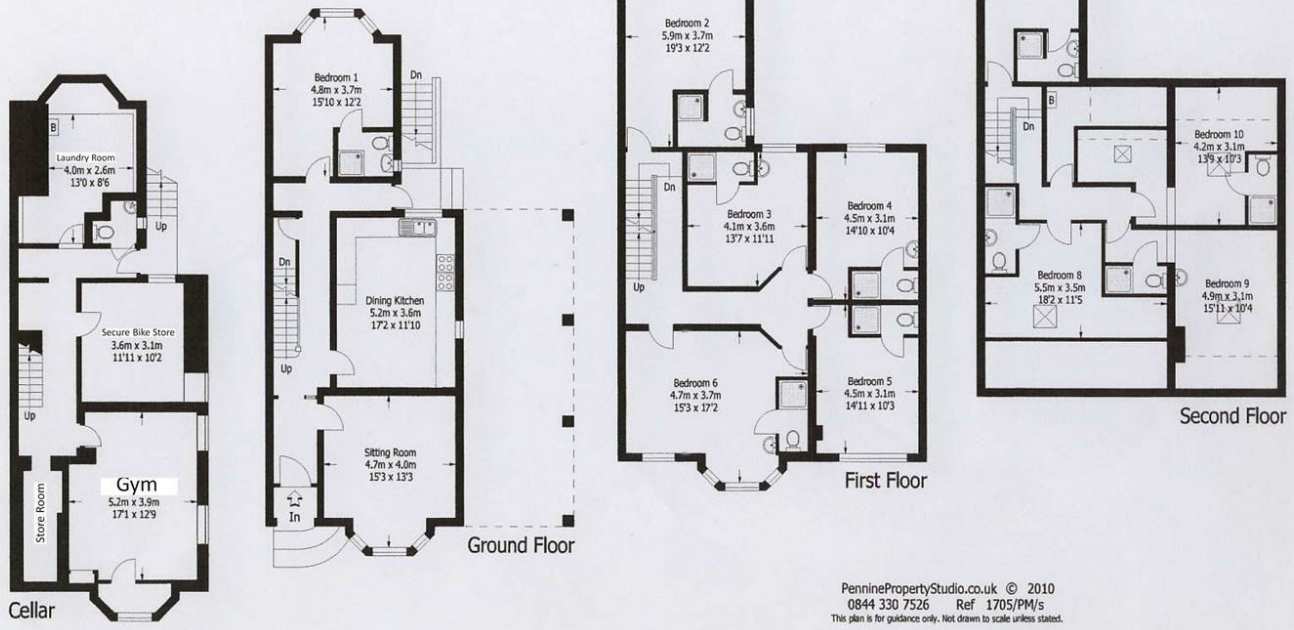 Laundry Room
4.0m x 2.6m
13'0 x 8'6
B
Up
Secure Bike Store
3.6m x 3.1m
11'11 x 10'2
Up
Gym
5.2m x 3.9m
17'1 x 12'9
Store Room
Cellar
Bedroom 1
4.8m x 3.7m
15'10 x 12'2
Dn
Dn
Dining Kitchen
5.2m x 3.6m
17'2 x 11'10
Up
Sitting Room
4.7m x 4.0m
15'3 x 13'3
In
Ground Floor
Bedroom 2
5.9m x 3.7m
19'3 x 12'2
Dn
Up
Bedroom 3
4.1m x 3.6m
13'7 x 11'11
Bedroom 4
4.5m x 3.1m
14'10 x 10'4
Bedroom 6
4.7m x 3.7m
15'3 x 17'2
Bedroom 5
4.5m x 3.1m
14'11 x 10'3
First Floor
B
Dn
Bedroom 10
4.2m x 3.1m
13'9 x 10'3
Bedroom 8
5.5m x 3.5m
18'2 x 11'5
Bedroom 9
4.9m x 3.1m
15'11 x 10'4
Second Floor
PenninePropertyStudio.co.uk © 2010
0844 330 7526 Ref 1705/PM/s
This plan is for guidance only. Not drawn to scale unless stated.